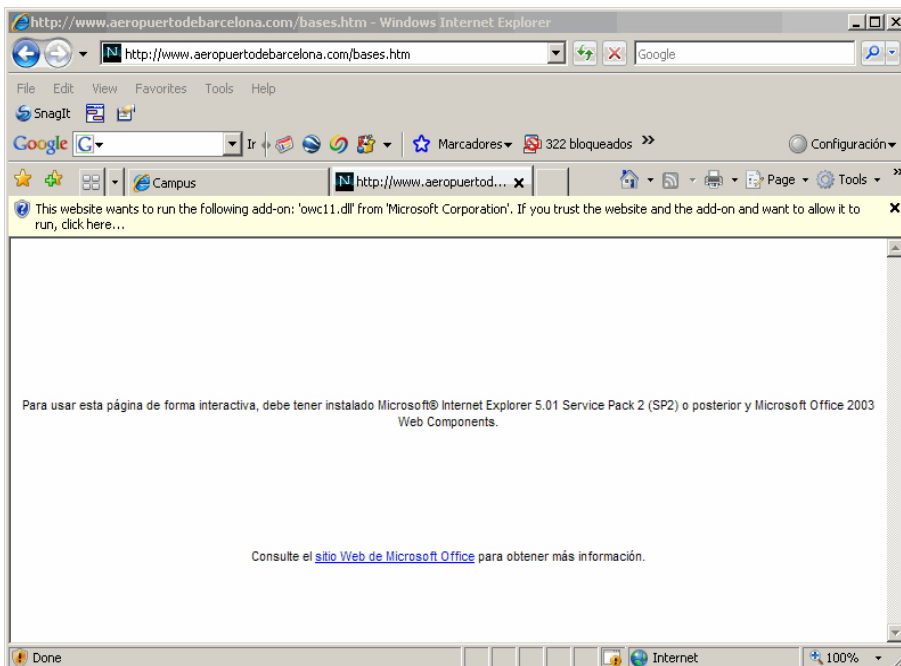 http://www.aeropuertodebarcelona.com/bases.htm - Windows Internet Explorer
http://www.aeropuertodebarcelona.com/bases.htm
Google
File Edit View Favorites Tools Help
SnagIt
Google G Ir Marcadores 322 bloqueados » Configuración
Campus http://www.aeropuertod... Page Tools »
This website wants to run the following add-on: 'owc11.dll' from 'Microsoft Corporation'. If you trust the website and the add-on and want to allow it to
run, click here...
Para usar esta página de forma interactiva, debe tener instalado Microsoft® Internet Explorer 5.01 Service Pack 2 (SP2) o posterior y Microsoft Office 2003
Web Components.
Consulte el sitio Web de Microsoft Office para obtener más información.
Done Internet 100%